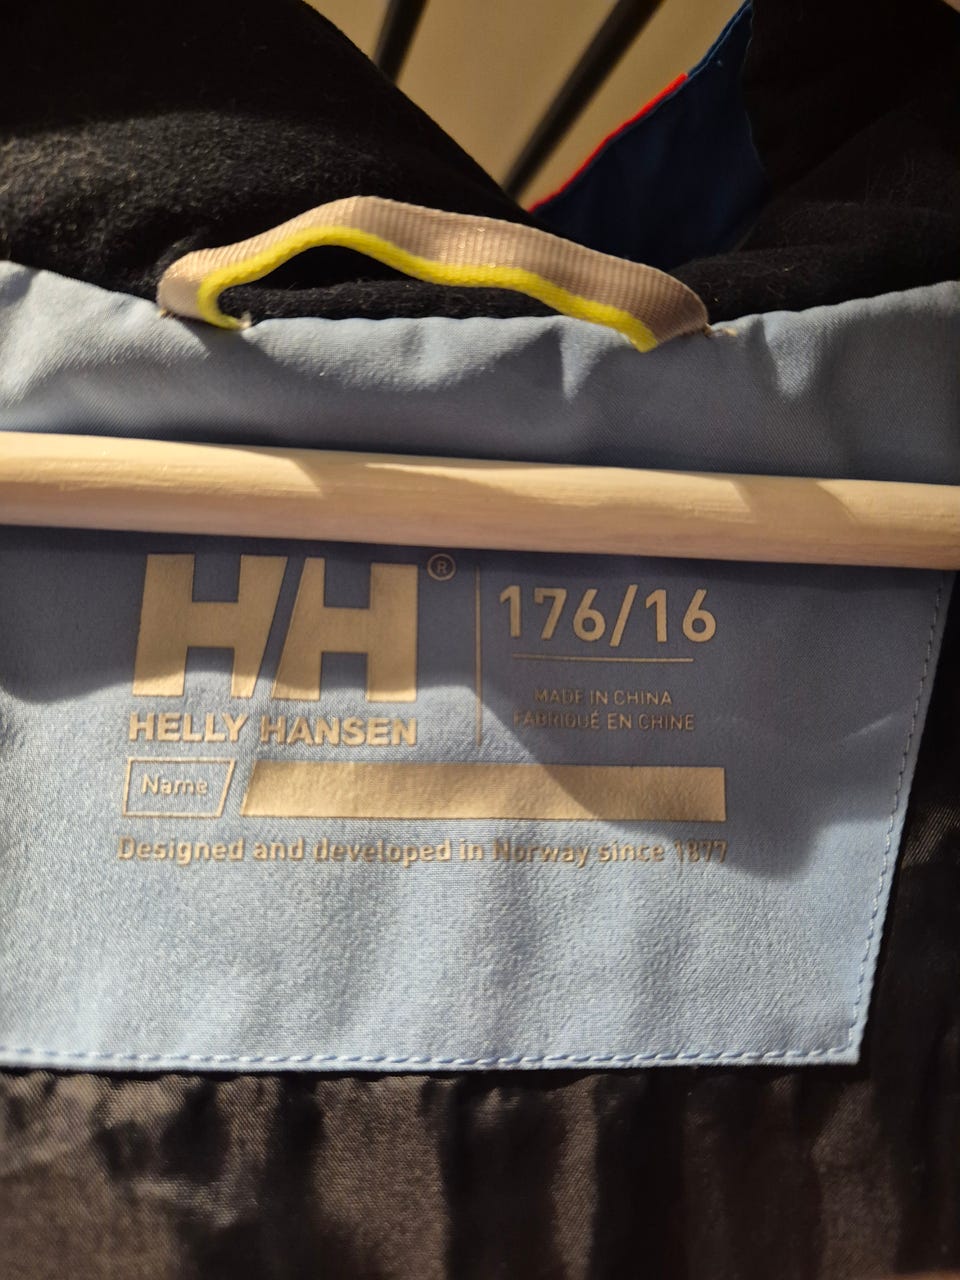 HH®
HELLY HANSEN
176/16
MADE IN CHINA
FABRIQUÉ EN CHINE
Name
Designed and developed in Norway since 1877